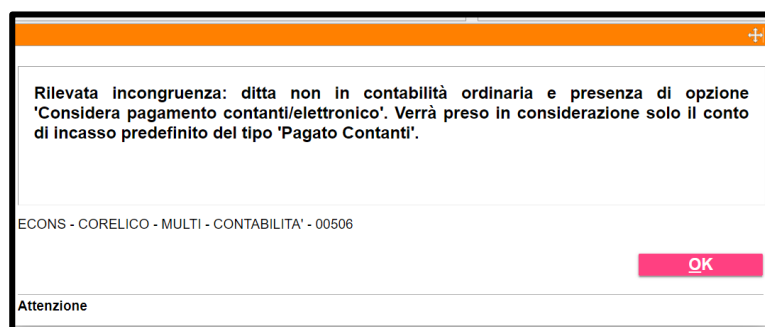 Rilevata incongruenza: ditta non in contabilità ordinaria e presenza di opzione
'Considera pagamento contanti/elettronico'. Verrà preso in considerazione solo il conto
di incasso predefinito del tipo 'Pagato Contanti'.
ECONS - CORELICO - MULTI - CONTABILITA' - 00506
OK
Attenzione